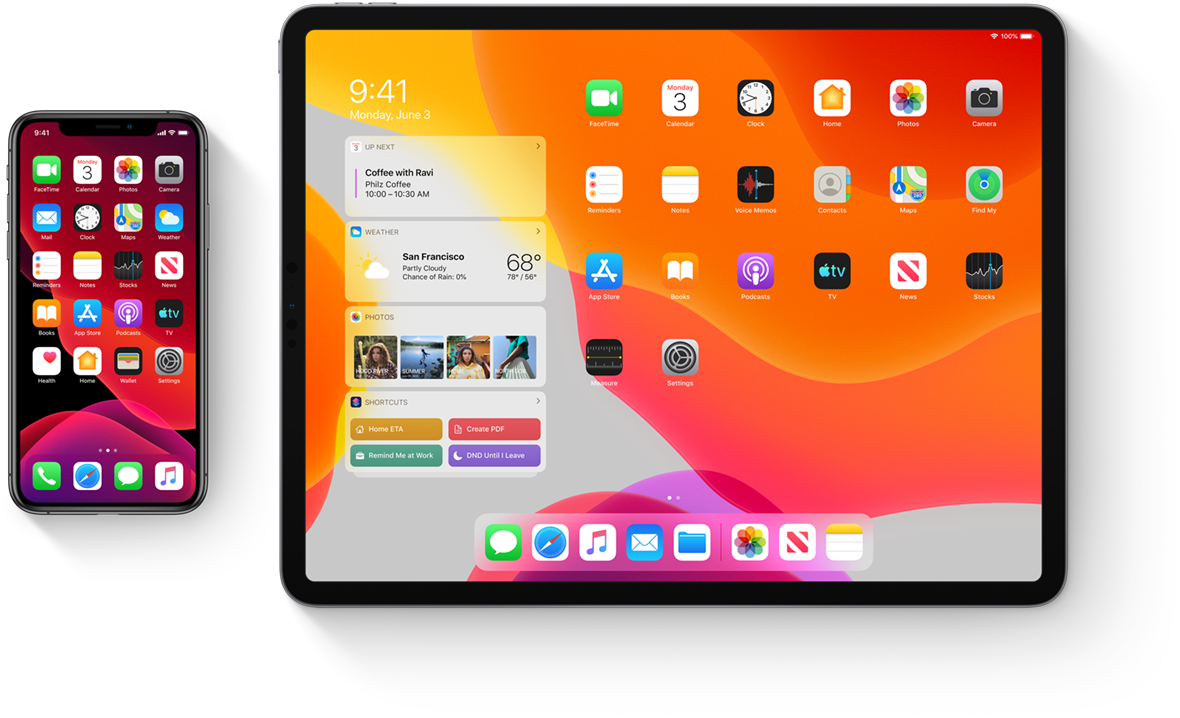 9:41
FaceTime
Monday
3
Calendar
Photos
Camera
Mail
Clock
Maps
Weather
Reminders
Notes
Stocks
News
Books
App Store
Podcasts
tv
TV
Health
Home
Wallet
Settings
100%
9:41
Monday, June 3
3
UP NEXT
Coffee with Ravi
Philz Coffee
10:00 – 10:30 AM
WEATHER
San Francisco
Partly Cloudy
Chance of Rain: 0%
68°
78° / 56°
PHOTOS
HOOD RIVER
SUMMER
HOME
SHORTCUTS
Home ETA
Create PDF
Remind Me at Work
DND Until I Leave
FaceTime
Monday
3
Calendar
Clock
Home
Photos
Camera
Reminders
Notes
Voice Memos
Contacts
280
Maps
Find My
App Store
Books
Podcasts
tv
TV
News
Stocks
Measure
Settings